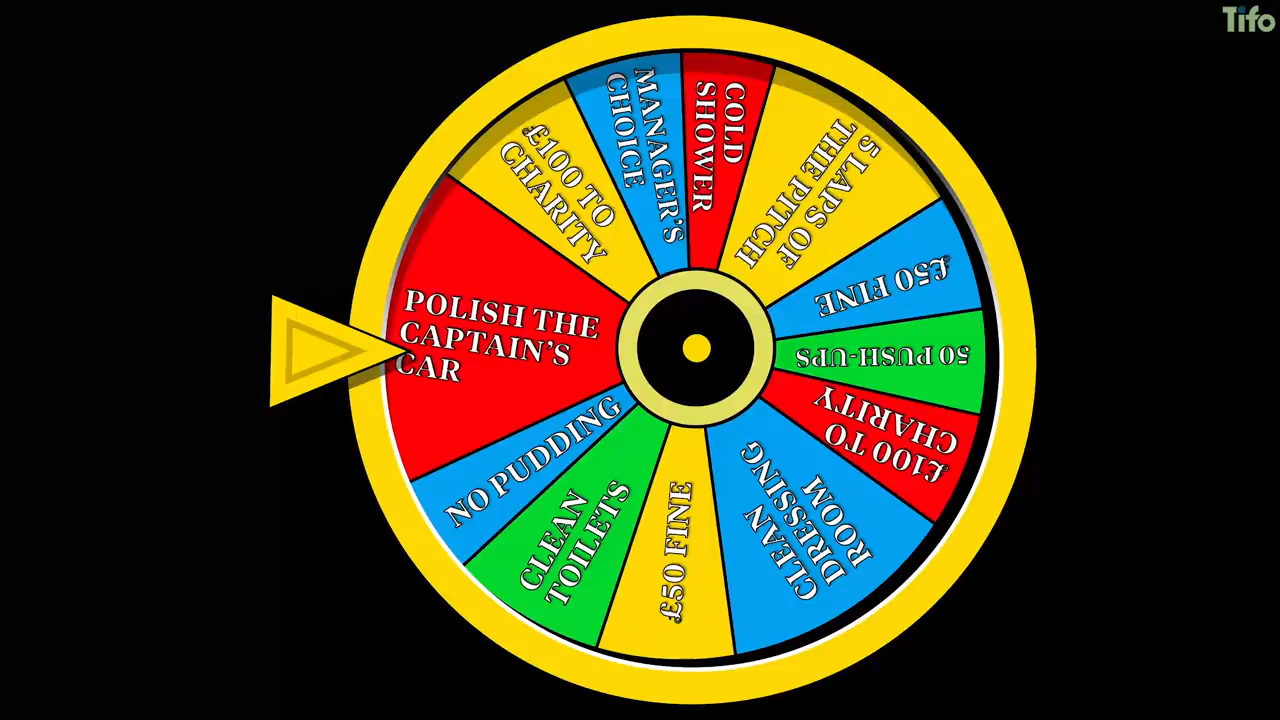 Tifo
MANAGER'S
CHOICE
COLD
SHOWER
5 LAPS OF
THE PITCH
£50 FINE
50 PUSH-UPS
£100 TO
CHARITY
CLEAN
DRESSING
ROOM
£50 FINE
CLEAN
TOILETS
NO PUDDING
POLISH THE
CAPTAIN'S
CAR
£100 TO
CHARITY